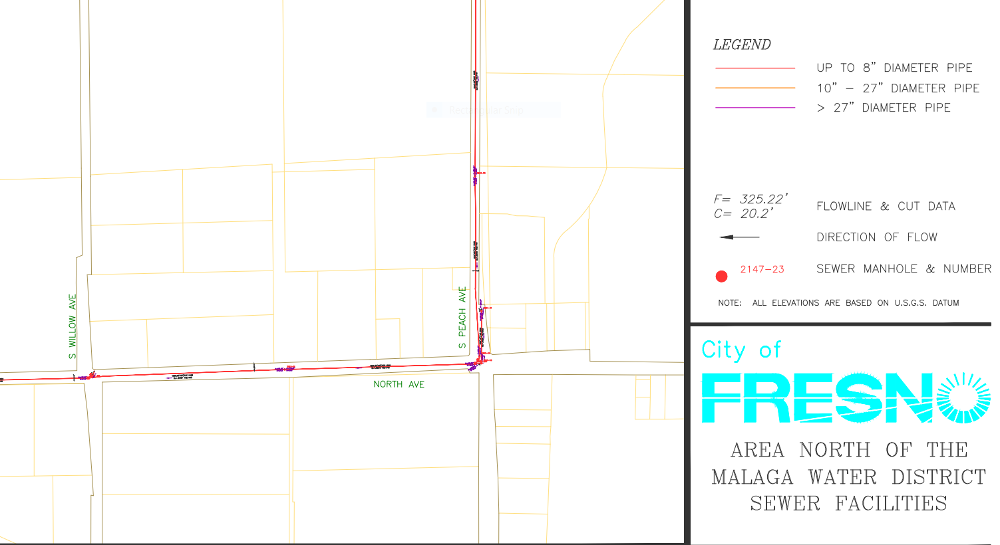 LEGEND
UP TO 8” DIAMETER PIPE
10” – 27” DIAMETER PIPE
> 27” DIAMETER PIPE
Rectangular Snip
F= 325.22’
C= 20.2’
FLOWLINE & CUT DATA
DIRECTION OF FLOW
2147-23
SEWER MANHOLE & NUMBER
NOTE: ALL ELEVATIONS ARE BASED ON U.S.G.S. DATUM
S WILLOW AVE
S PEACH AVE
NORTH AVE
City of
FRESNO
AREA NORTH OF THE
MALAGA WATER DISTRICT
SEWER FACILITIES